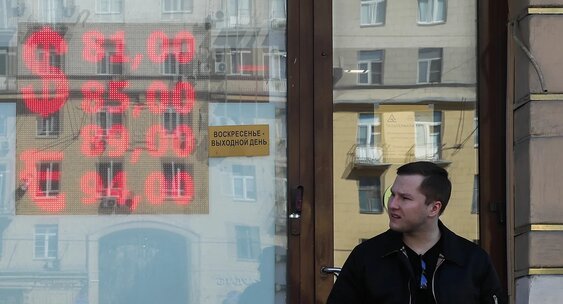 $ 81,00
85,00
€ 89,00
94,00
ВОСКРЕСЕНЬЕ -
ВЫХОДНОЙ ДЕНЬ